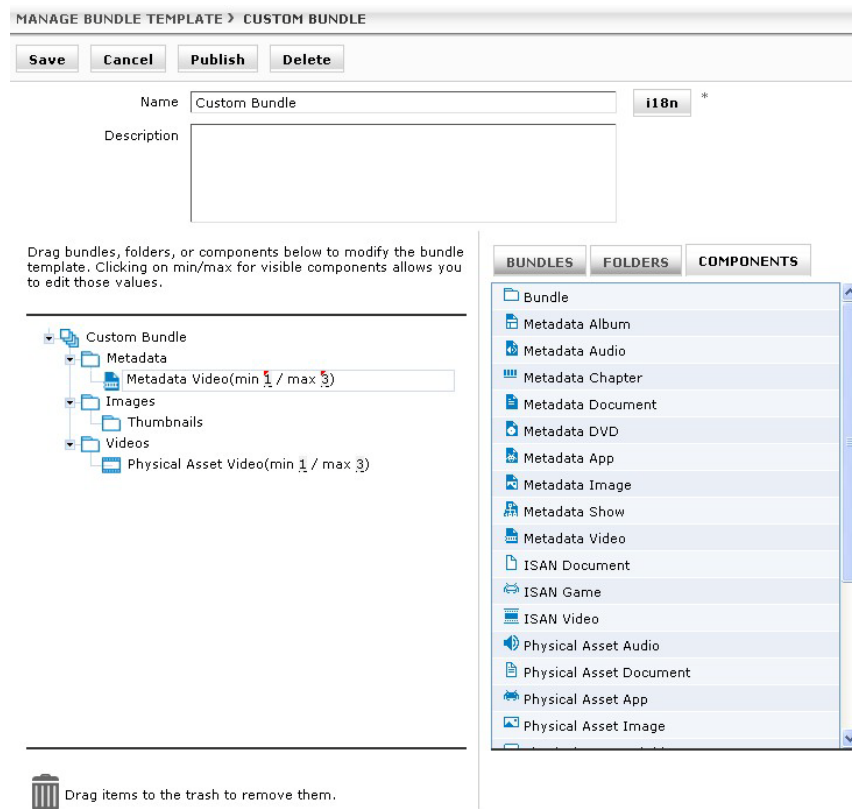 MANAGE BUNDLE TEMPLATE > CUSTOM BUNDLE
Save Cancel Publish Delete
Name Custom Bundle i18n *
Description
Drag bundles, folders, or components below to modify the bundle
template. Clicking on min/max for visible components allows you
to edit those values.
Custom Bundle
Metadata
Metadata Video(min 1 / max 3)
Images
Thumbnails
Videos
Physical Asset Video(min 1 / max 3)
BUNDLES FOLDERS COMPONENTS
Bundle
Metadata Album
Metadata Audio
Metadata Chapter
Metadata Document
Metadata DVD
Metadata App
Metadata Image
Metadata Show
Metadata Video
ISAN Document
ISAN Game
ISAN Video
Physical Asset Audio
Physical Asset Document
Physical Asset App
Physical Asset Image
Drag items to the trash to remove them.